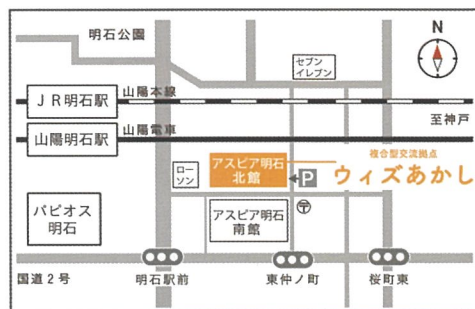 明石公園
N
セブン
イレブン
JR明石駅
山陽本線
至神戸
山陽明石駅
山陽電車
複合型交流拠点
ウィズあかし
アスピア明石
北館
P
ロー
ソン
パピオス
明石
アスピア明石
南館
〒
国道2号
明石駅前
東仲ノ町
桜町東